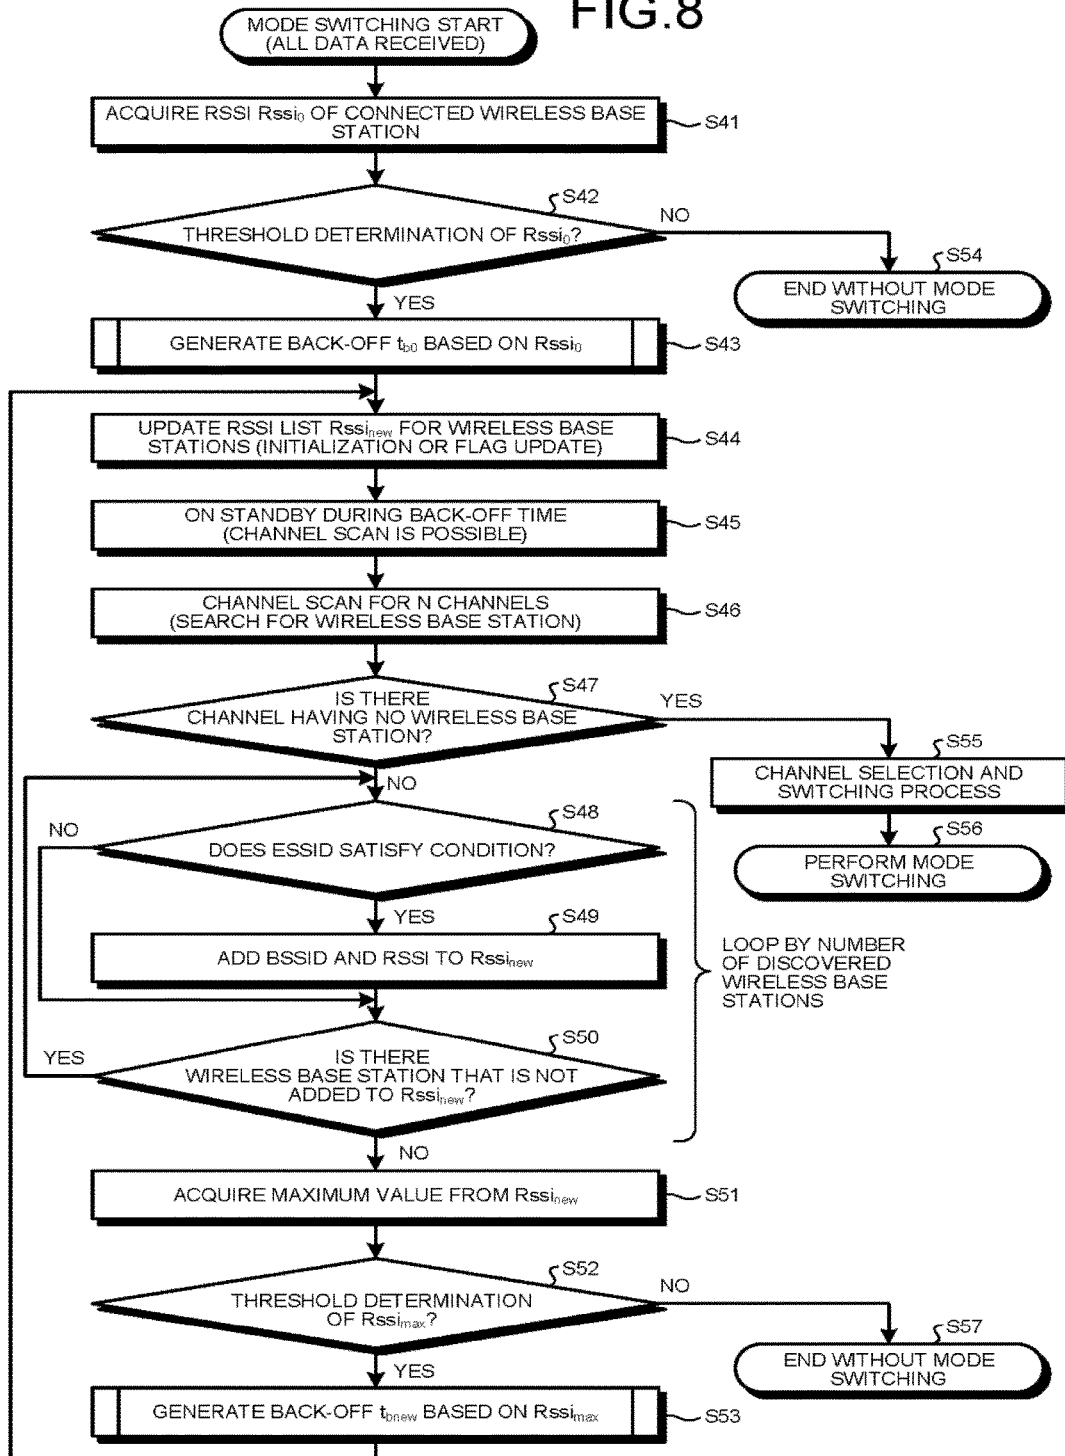 FIG.8
MODE SWITCHING START
(ALL DATA RECEIVED)
ACQUIRE RSSI Rssi0 OF CONNECTED WIRELESS BASE
STATION
S41
S42
THRESHOLD DETERMINATION OF Rssi0?
NO
YES
S54
END WITHOUT MODE
SWITCHING
GENERATE BACK-OFF tb0 BASED ON Rssi0
S43
UPDATE RSSI LIST Rssinew FOR WIRELESS BASE
STATIONS (INITIALIZATION OR FLAG UPDATE)
S44
ON STANDBY DURING BACK-OFF TIME
(CHANNEL SCAN IS POSSIBLE)
S45
CHANNEL SCAN FOR N CHANNELS
(SEARCH FOR WIRELESS BASE STATION)
S46
S47
IS THERE
CHANNEL HAVING NO WIRELESS BASE
STATION?
YES
NO
S55
CHANNEL SELECTION AND
SWITCHING PROCESS
S56
PERFORM MODE
SWITCHING
S48
DOES ESSID SATISFY CONDITION?
NO
YES
S49
ADD BSSID AND RSSI TO Rssinew
LOOP BY NUMBER
OF DISCOVERED
WIRELESS BASE
STATIONS
S50
IS THERE
WIRELESS BASE STATION THAT IS NOT
ADDED TO Rssinew?
YES
NO
ACQUIRE MAXIMUM VALUE FROM Rssinew
S51
S52
THRESHOLD DETERMINATION
OF Rssimax?
NO
YES
S57
END WITHOUT MODE
SWITCHING
GENERATE BACK-OFF tbnew BASED ON Rssimax
S53